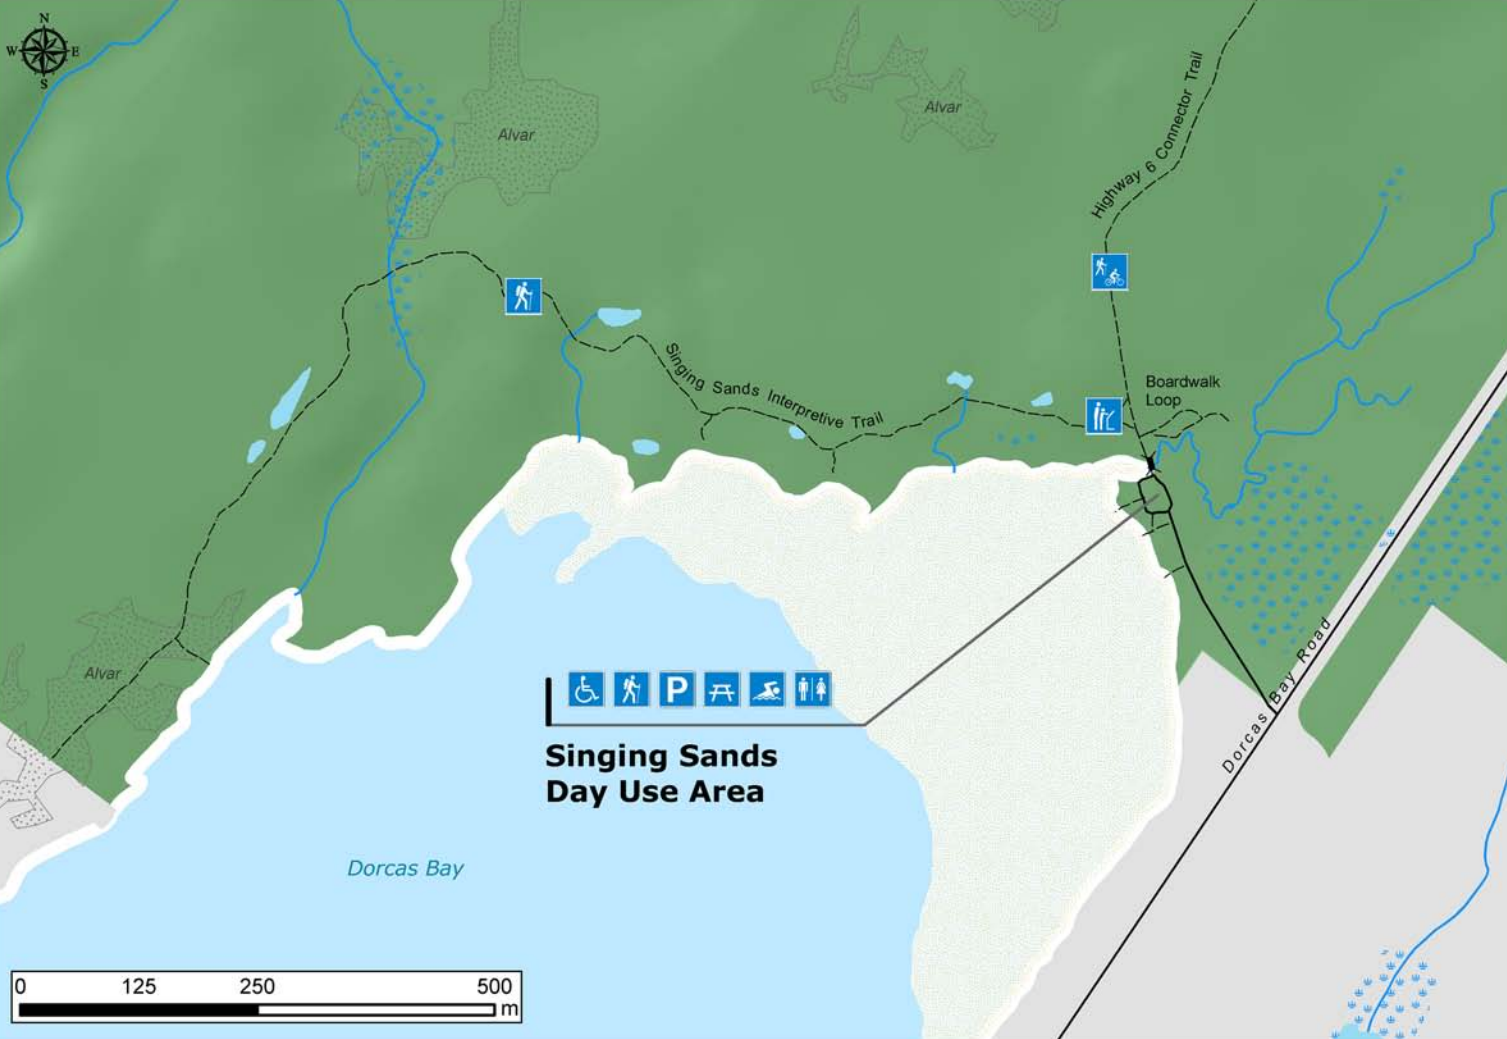 N
W E
S
Alvar
Alvar
Highway 6 Connector Trail
Boardwalk
Loop
Singing Sands Interpretive Trail
Alvar
P
Singing Sands
Day Use Area
Dorcas Bay Road
Dorcas Bay
0 125 250 500
m